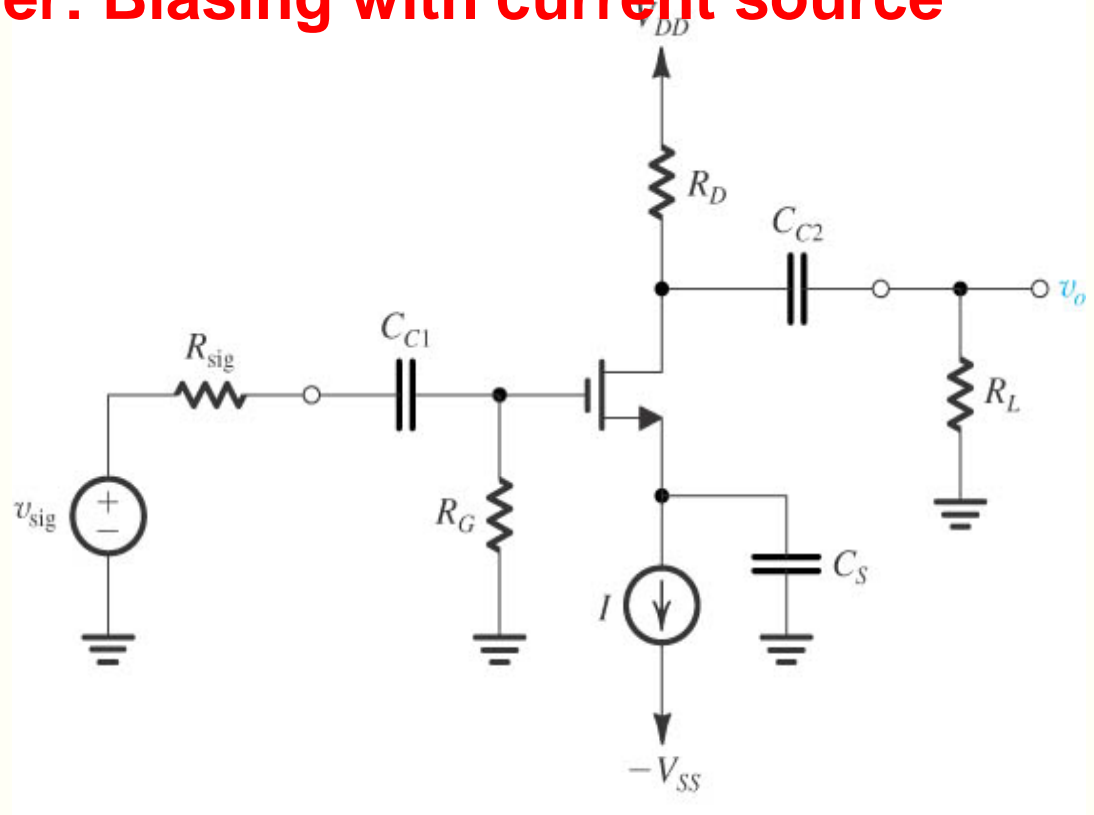 er: Biasing with current source
V_DD
R_D
C_C2
v_o
C_C1
R_sig
R_L
+
−
v_sig
R_G
C_S
I
−V_SS